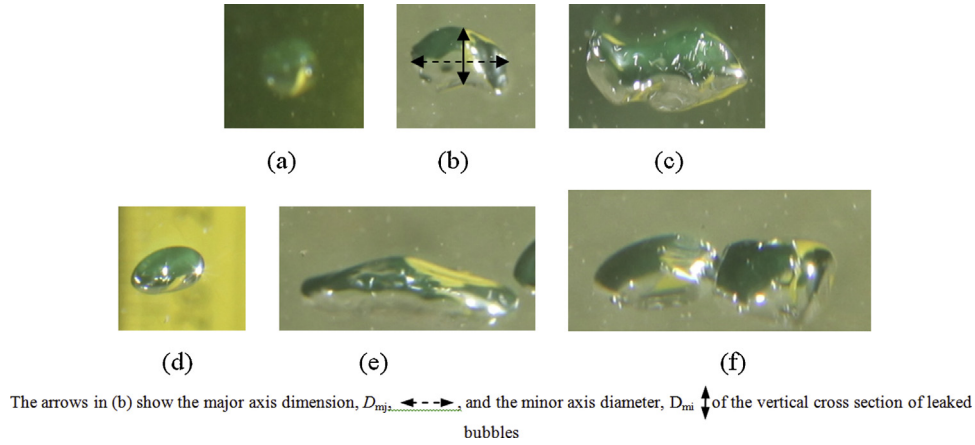 (a) (b) (c)
(d) (e) (f)
The arrows in (b) show the major axis dimension, Dmj, , and the minor axis diameter, Dmi of the vertical cross section of leaked
bubbles